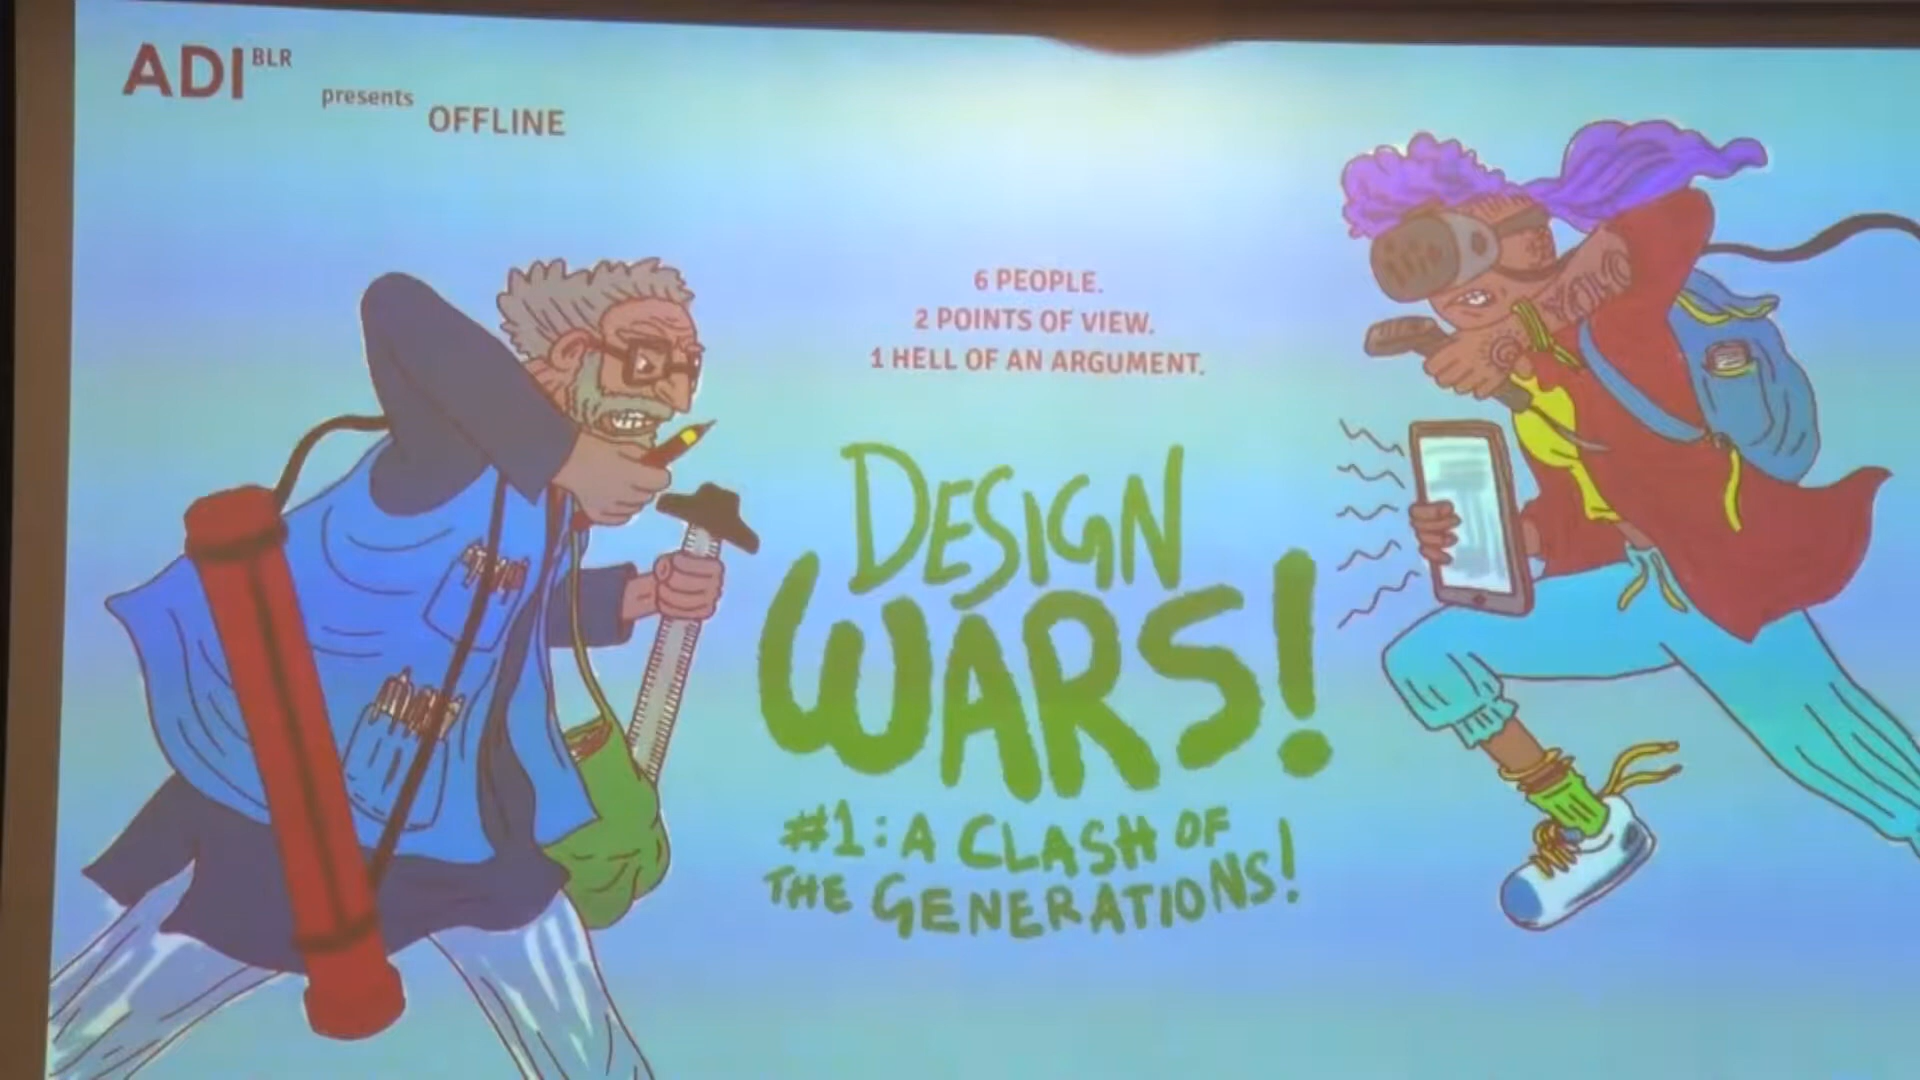 ADI BLR
presents
OFFLINE
6 PEOPLE.
2 POINTS OF VIEW.
1 HELL OF AN ARGUMENT.
YOLO
DESIGN
WARS!
#1: A CLASH OF
THE GENERATIONS!